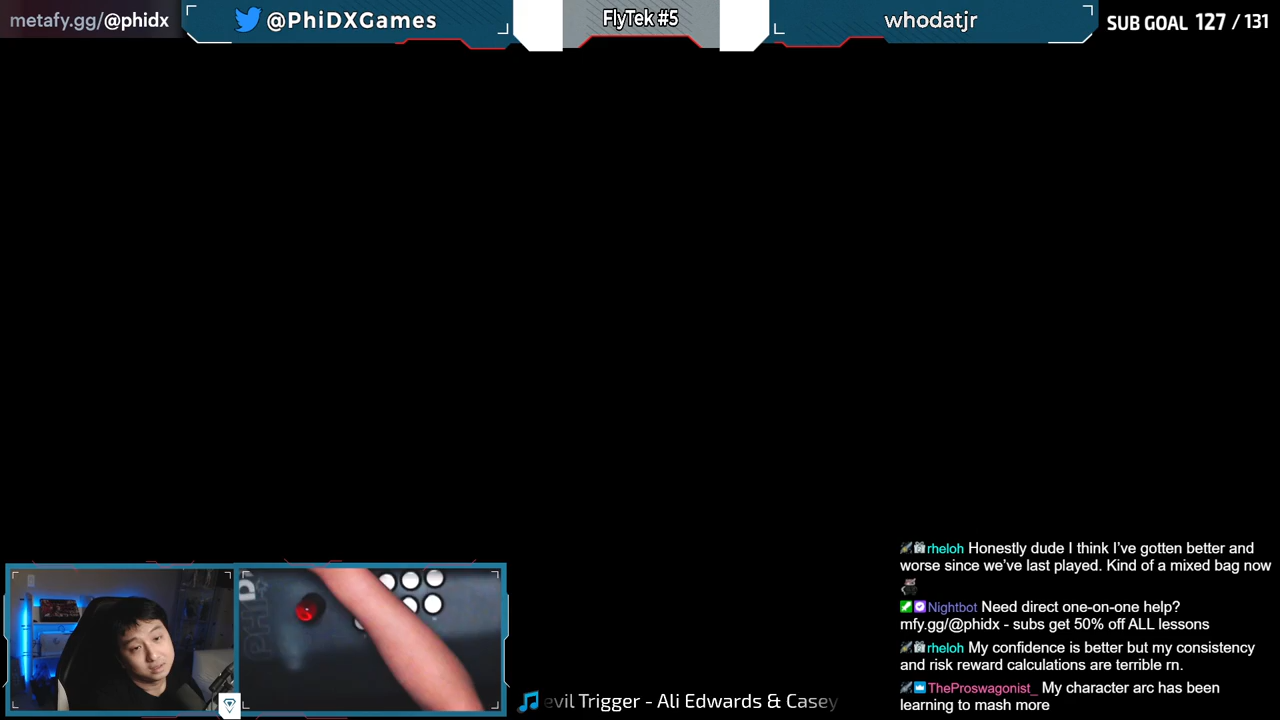 metafy.gg/@phidx
@PhiDXGames
FlyTek #5
whodatjr
SUB GOAL 127 / 131
rheloh Honestly dude I think I've gotten better and
worse since we've last played. Kind of a mixed bag now
Nightbot Need direct one-on-one help?
mfy.gg/@phidx - subs get 50% off ALL lessons
rheloh My confidence is better but my consistency
and risk reward calculations are terrible rn.
TheProswagonist_ My character arc has been
learning to mash more
evil Trigger - Ali Edwards & Casey